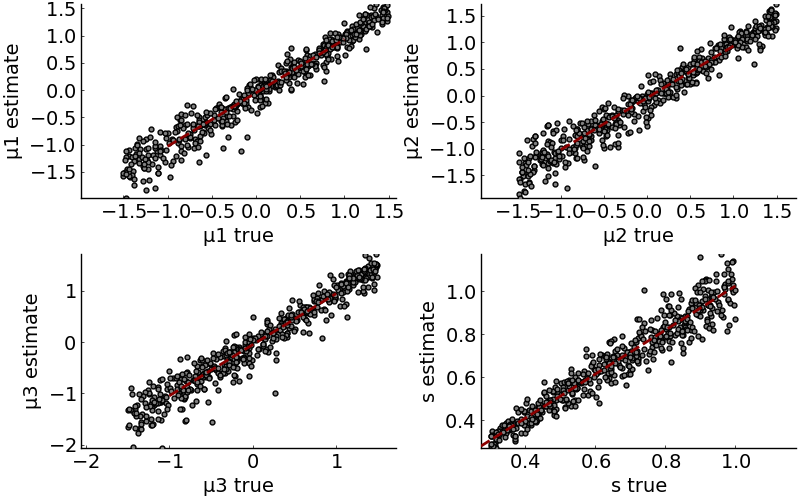 1.5
1.0
0.5
0.0
−0.5
−1.0
−1.5
μ1 estimate
−1.5 −1.0 −0.5 0.0 0.5 1.0 1.5
μ1 true
1.5
1.0
0.5
0.0
−0.5
−1.0
−1.5
μ2 estimate
−1.5 −1.0 −0.5 0.0 0.5 1.0 1.5
μ2 true
1
0
−1
−2
μ3 estimate
−2 −1 0 1
μ3 true
1.0
0.8
0.6
0.4
s estimate
0.4 0.6 0.8 1.0
s true